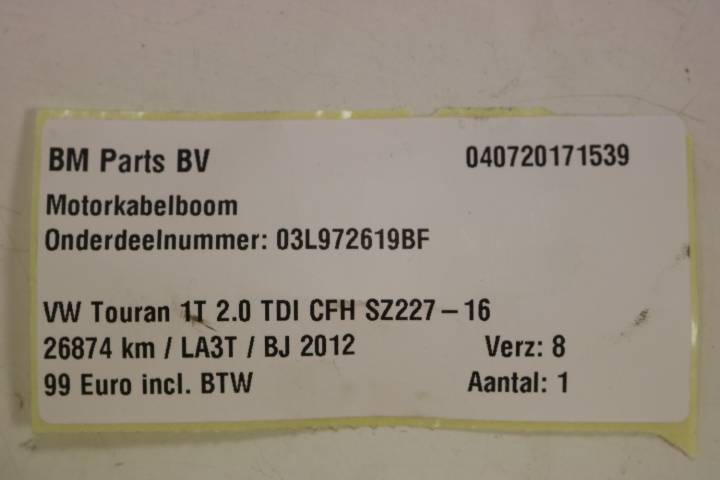 BM Parts BV 040720171539
Motorkabelboom
Onderdeelnummer: 03L972619BF
VW Touran 1T 2.0 TDI CFH SZ227-16
26874 km / LA3T / BJ 2012 Verz: 8
99 Euro incl. BTW Aantal: 1